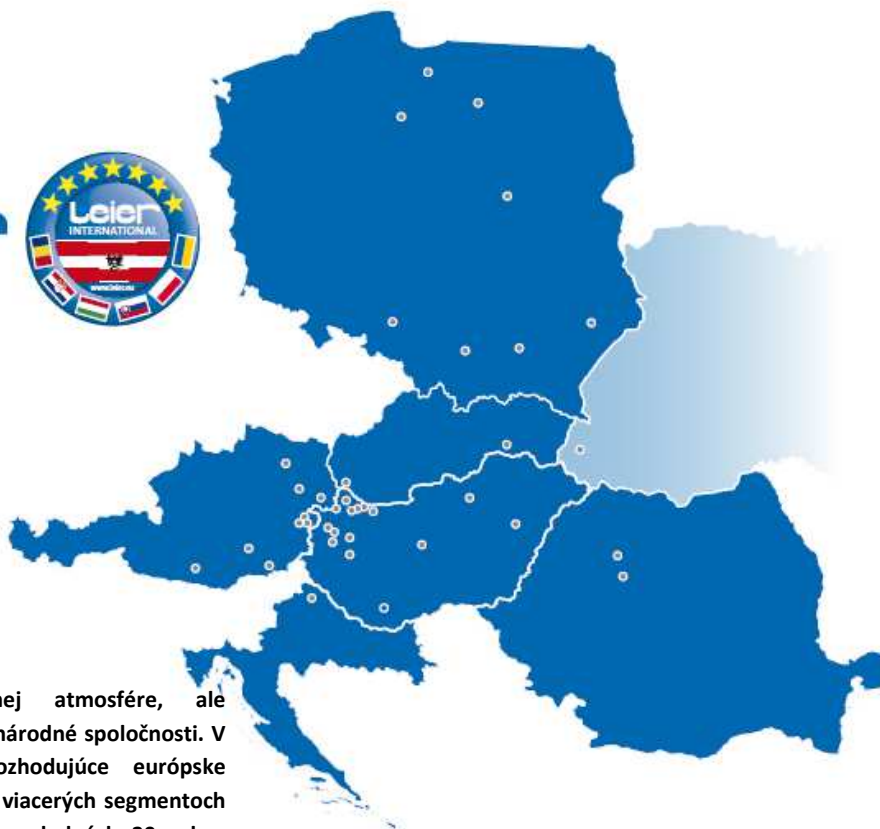 Leier
INTERNATIONAL
www.leier.eu
nej atmosfére, ale
národné spoločnosti. V
ozhodujúce európske
viacerých segmentoch